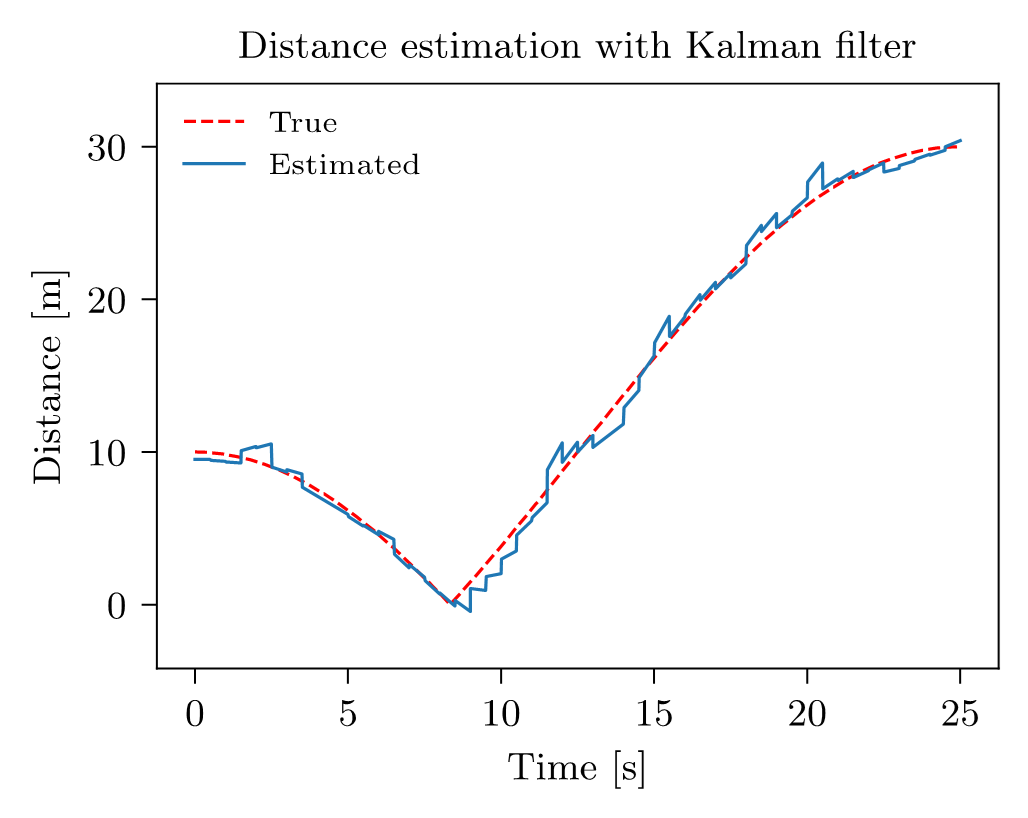 Distance estimation with Kalman filter
True
Estimated
30
20
10
0
Distance [m]
0 5 10 15 20 25
Time [s]